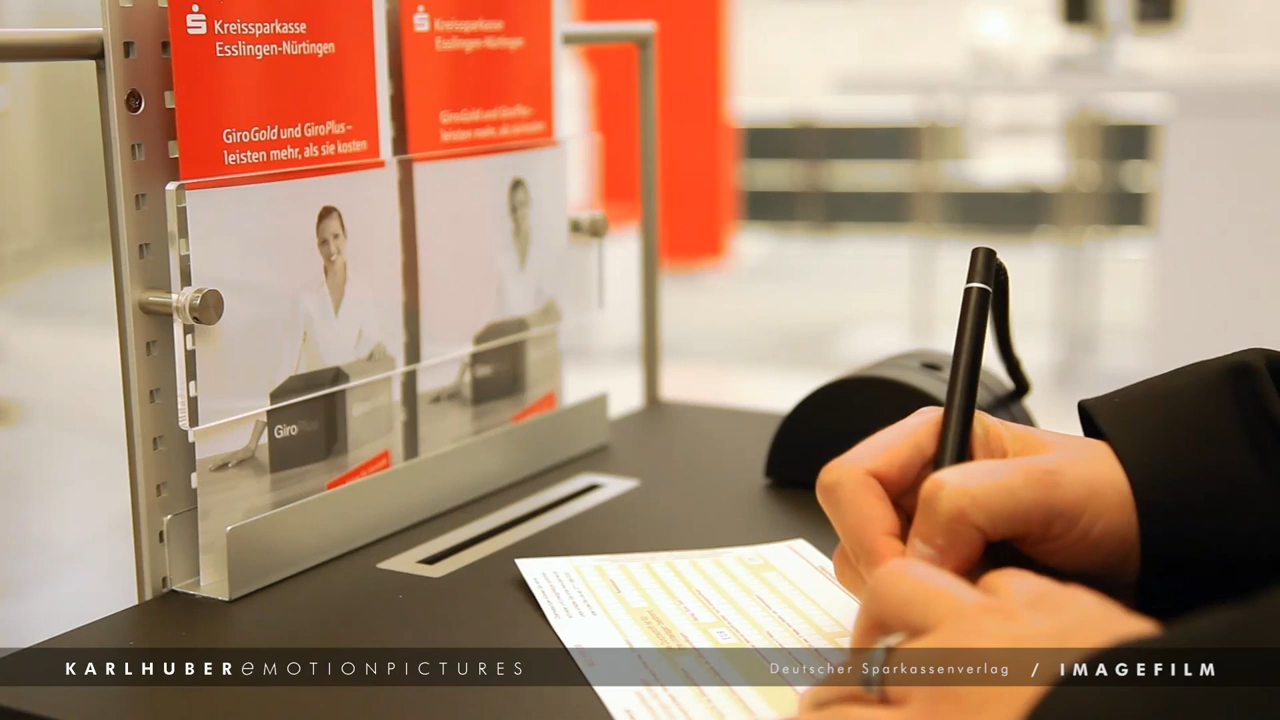 Kreissparkasse
Esslingen-Nürtingen
GiroGold und GiroPlus –
leisten mehr, als sie kosten
Kreissparkasse
Esslingen-Nürtingen
GiroGold und GiroPlus –
leisten mehr, als sie kosten
Giro
KARLHUBEReMOTIONPICTURES
Deutscher Sparkassenverlag / IMAGEFILM